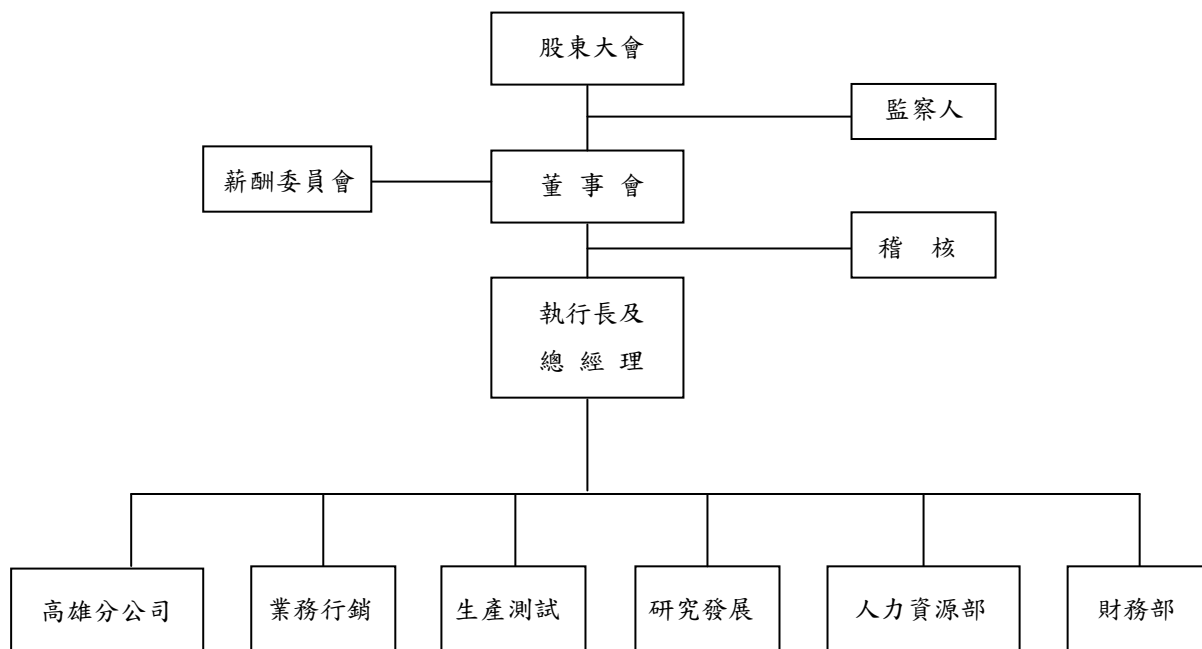 股東大會
監察人
薪酬委員會
董 事 會
稽 核
執行長及
總 經 理
高雄分公司
業務行銷
生產測試
研究發展
人力資源部
財務部